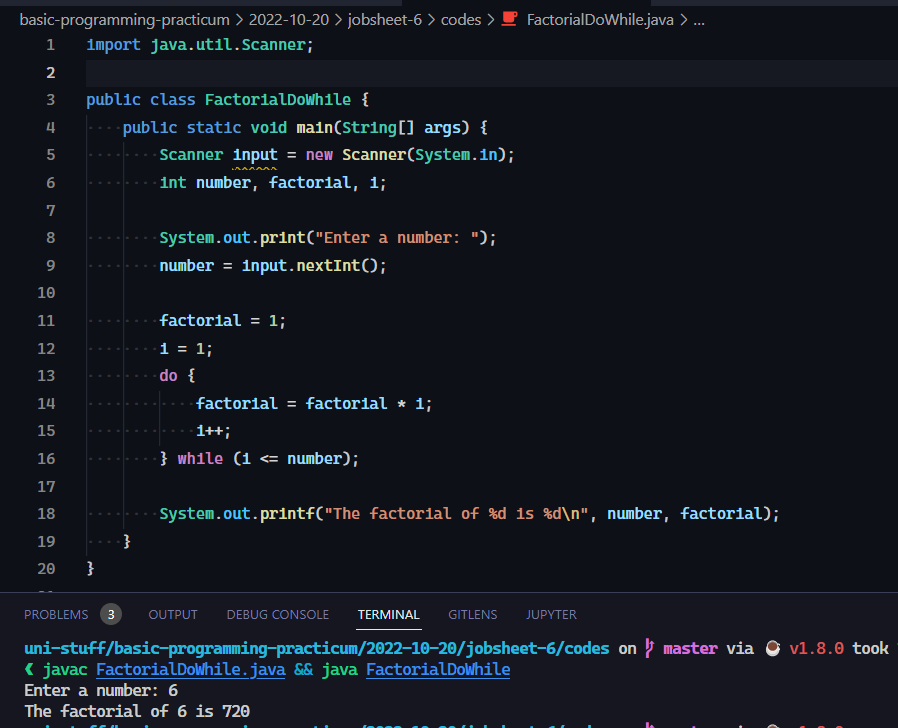 basic-programming-practicum > 2022-10-20 > jobsheet-6 > codes > FactorialDoWhile.java > ...
1 import java.util.Scanner;
2
3 public class FactorialDoWhile {
4 ····public static void main(String[] args) {
5 ········Scanner input = new Scanner(System.in);
6 ········int number, factorial, i;
7
8 ········System.out.print("Enter a number: ");
9 ········number = input.nextInt();
10
11 ········factorial = 1;
12 ········i = 1;
13 ········do {
14 ············factorial = factorial * i;
15 ············i++;
16 ········} while (i <= number);
17
18 ········System.out.printf("The factorial of %d is %d\n", number, factorial);
19 ····}
20 }
PROBLEMS 3 OUTPUT DEBUG CONSOLE TERMINAL GITLENS JUPYTER
uni-stuff/basic-programming-practicum/2022-10-20/jobsheet-6/codes on master via v1.8.0 took
❮ javac FactorialDoWhile.java && java FactorialDoWhile
Enter a number: 6
The factorial of 6 is 720